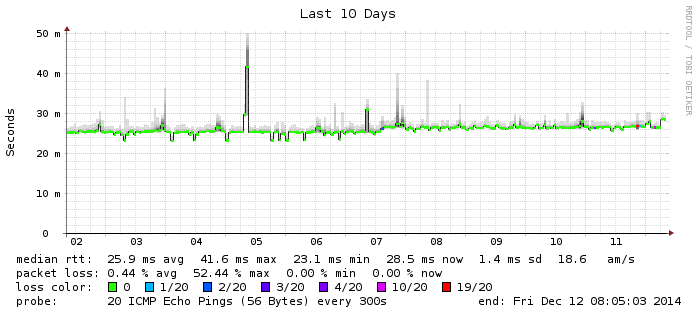 Last 10 Days
RRDTOOL / TOBI OETIKER
Seconds
50 m
40 m
30 m
20 m
10 m
0
02 03 04 05 06 07 08 09 10 11
median rtt: 25.9 ms avg 41.6 ms max 23.1 ms min 28.5 ms now 1.4 ms sd 18.6 am/s
packet loss: 0.44 % avg 52.44 % max 0.00 % min 0.00 % now
loss color: 0 1/20 2/20 3/20 4/20 10/20 19/20
probe: 20 ICMP Echo Pings (56 Bytes) every 300s end: Fri Dec 12 08:05:03 2014